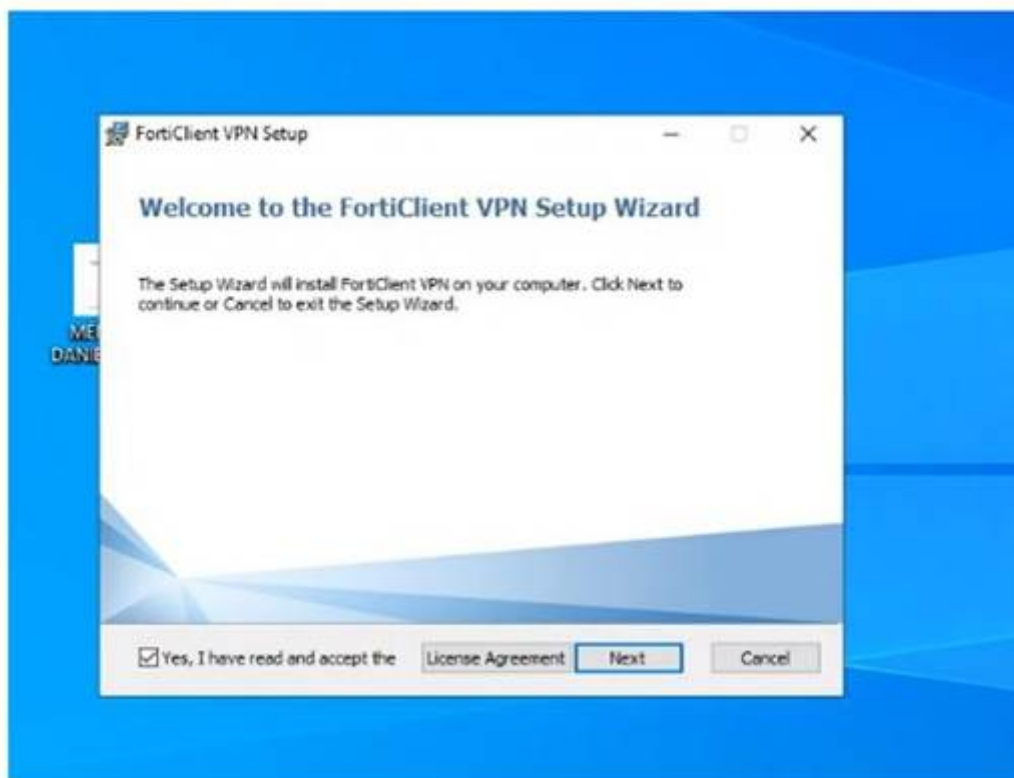 FortiClient VPN Setup
Welcome to the FortiClient VPN Setup Wizard
The Setup Wizard will install FortiClient VPN on your computer. Click Next to
continue or Cancel to exit the Setup Wizard.
Yes, I have read and accept the
License Agreement
Next
Cancel